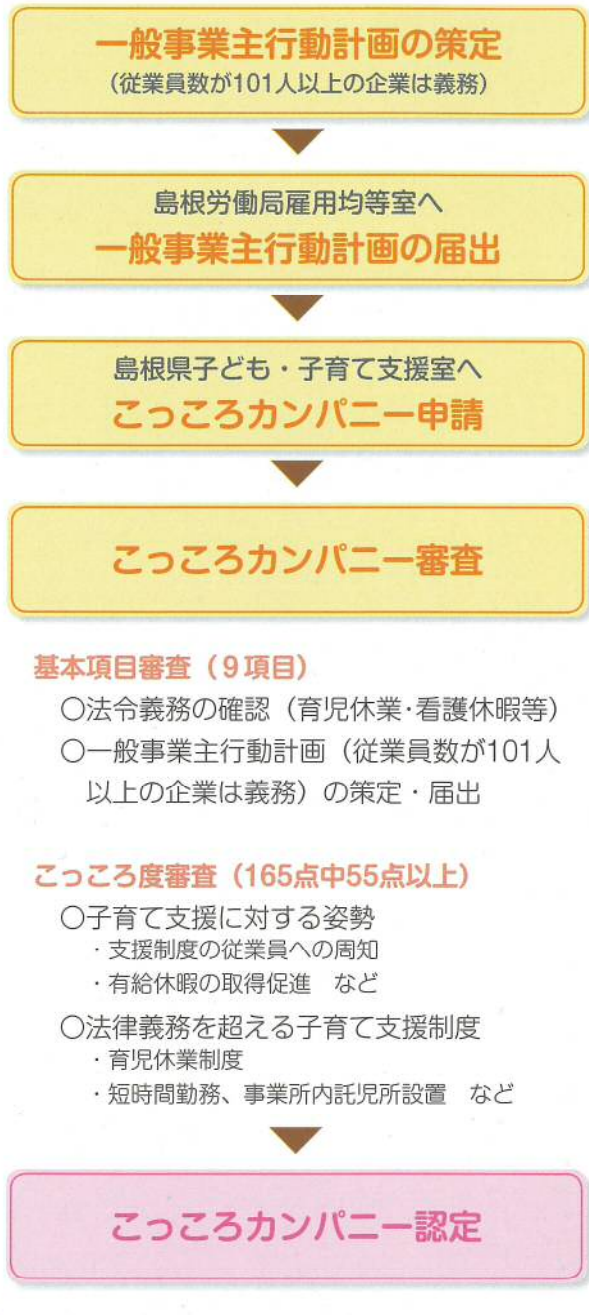 一般事業主行動計画の策定
(従業員数が101人以上の企業は義務)
島根労働局雇用均等室へ
一般事業主行動計画の届出
島根県子ども・子育て支援室へ
こっころカンパニー申請
こっころカンパニー審査
基本項目審査（9項目）
○法令義務の確認（育児休業･看護休暇等）
○一般事業主行動計画（従業員数が101人
以上の企業は義務）の策定・届出
こっころ度審査（165点中55点以上）
○子育て支援に対する姿勢
・支援制度の従業員への周知
・有給休暇の取得促進　など
○法律義務を超える子育て支援制度
・育児休業制度
・短時間勤務、事業所内託児所設置　など
こっころカンパニー認定